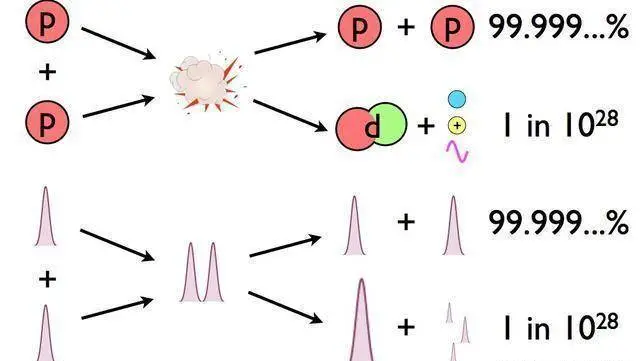 p
p + p 99.999...%
+
p
d + + 1 in 10²⁸
+ 99.999...%
+
+ 1 in 10²⁸